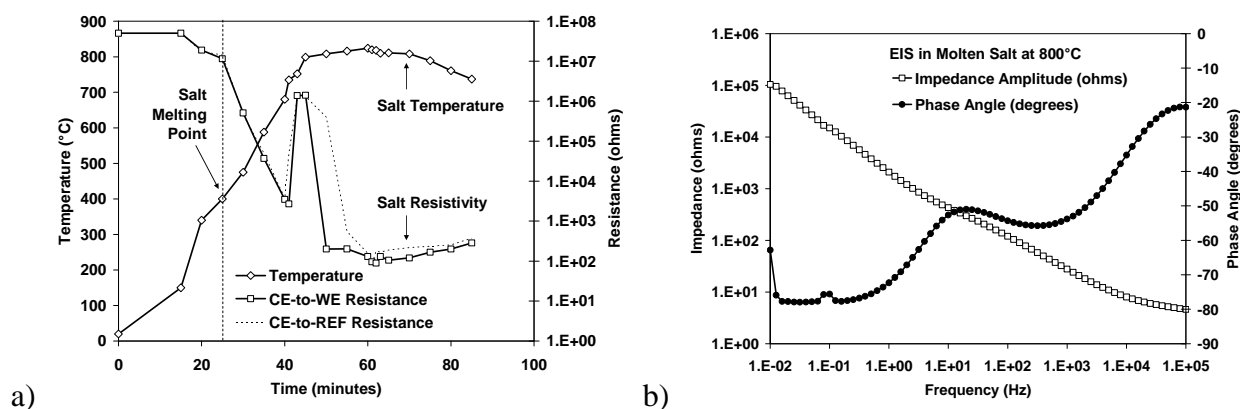 a)
900
800
700
600
500
400
300
200
100
0
Temperature (°C)
1.E+08
1.E+07
1.E+06
1.E+05
1.E+04
1.E+03
1.E+02
1.E+01
1.E+00
Resistance (ohms)
Salt
Melting
Point
Salt Temperature
Salt Resistivity
Temperature
CE-to-WE Resistance
CE-to-REF Resistance
0 20 40 60 80 100
Time (minutes)
b)
1.E+06
1.E+05
1.E+04
1.E+03
1.E+02
1.E+01
1.E+00
Impedance (ohms)
EIS in Molten Salt at 800°C
Impedance Amplitude (ohms)
Phase Angle (degrees)
0
-10
-20
-30
-40
-50
-60
-70
-80
-90
Phase Angle (degrees)
1.E-02 1.E-01 1.E+00 1.E+01 1.E+02 1.E+03 1.E+04 1.E+05
Frequency (Hz)